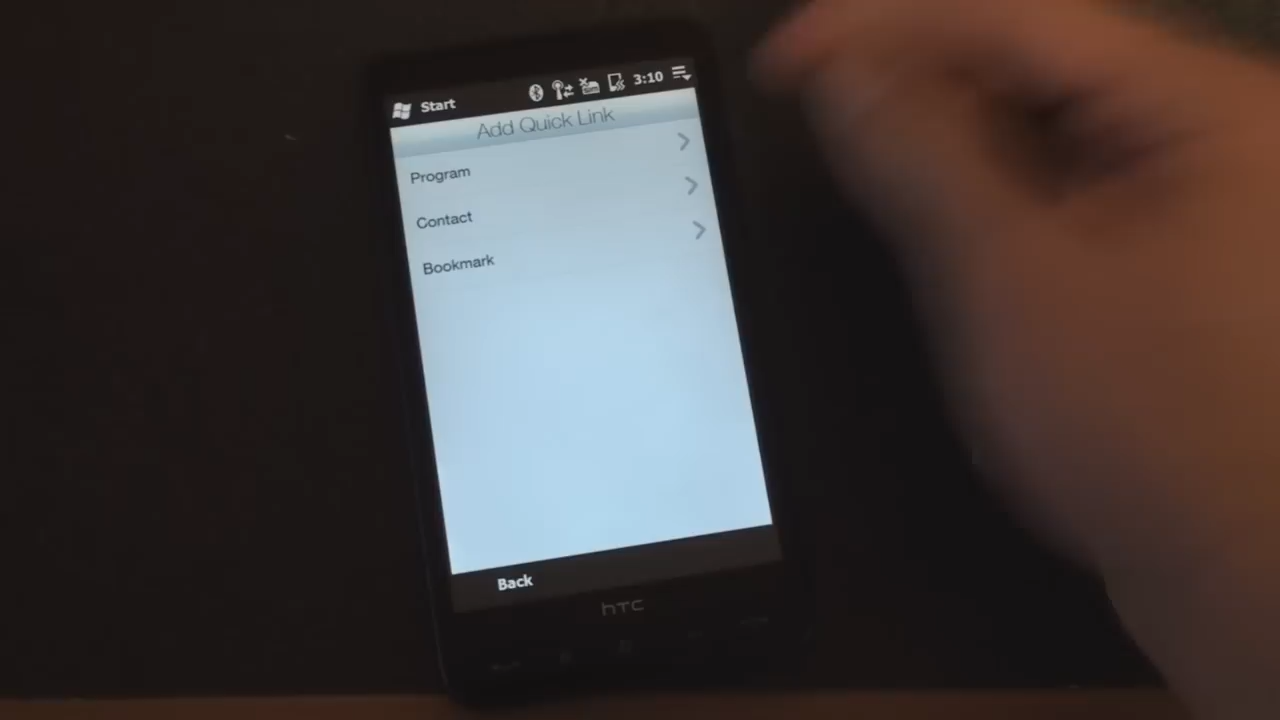 Start 3:10
Add Quick Link
Program
Contact
Bookmark
Back
hTC